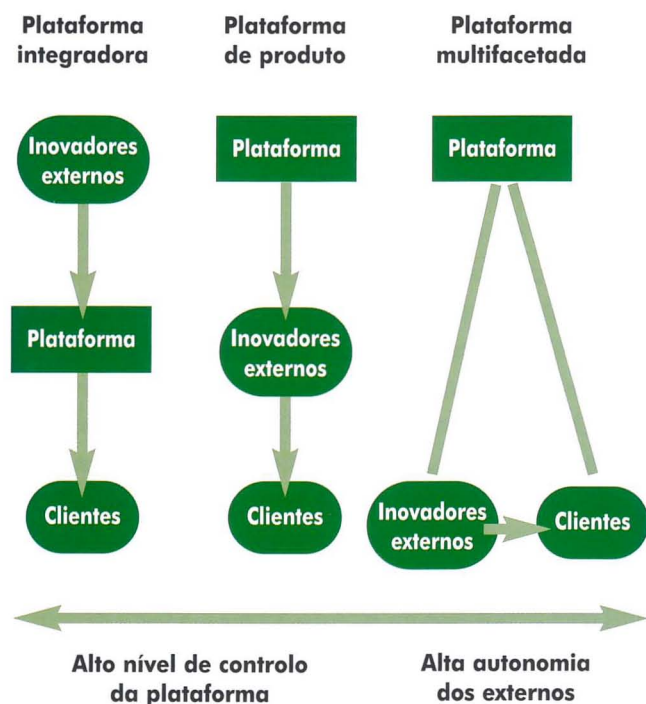 Plataforma
integradora
Plataforma
de produto
Plataforma
multifacetada
Inovadores
externos
Plataforma
Clientes
Plataforma
Inovadores
externos
Clientes
Plataforma
Inovadores
externos
Clientes
Alto nível de controlo
da plataforma
Alta autonomia
dos externos